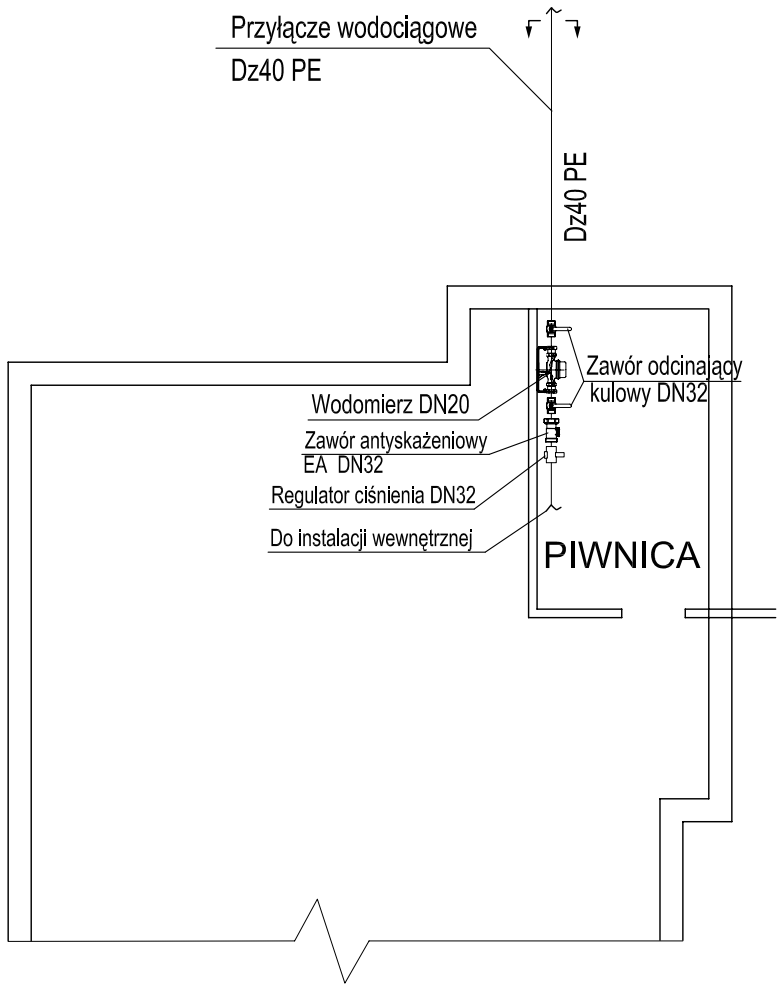 Przyłącze wodociągowe
Dz40 PE
Dz40 PE
Zawór odcinający
kulowy DN32
Wodomierz DN20
Zawór antyskażeniowy
EA DN32
Regulator ciśnienia DN32
Do instalacji wewnętrznej
PIWNICA